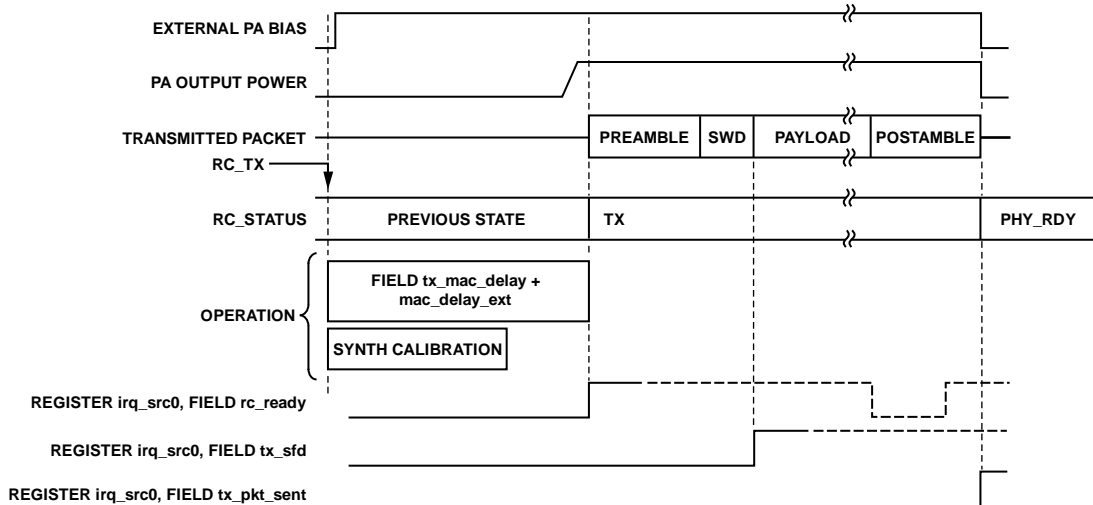 EXTERNAL PA BIAS
PA OUTPUT POWER
TRANSMITTED PACKET
PREAMBLE
SWD
PAYLOAD
POSTAMBLE
RC_TX
RC_STATUS
PREVIOUS STATE
TX
PHY_RDY
OPERATION
FIELD tx_mac_delay +
mac_delay_ext
SYNTH CALIBRATION
REGISTER irq_src0, FIELD rc_ready
REGISTER irq_src0, FIELD tx_sfd
REGISTER irq_src0, FIELD tx_pkt_sent